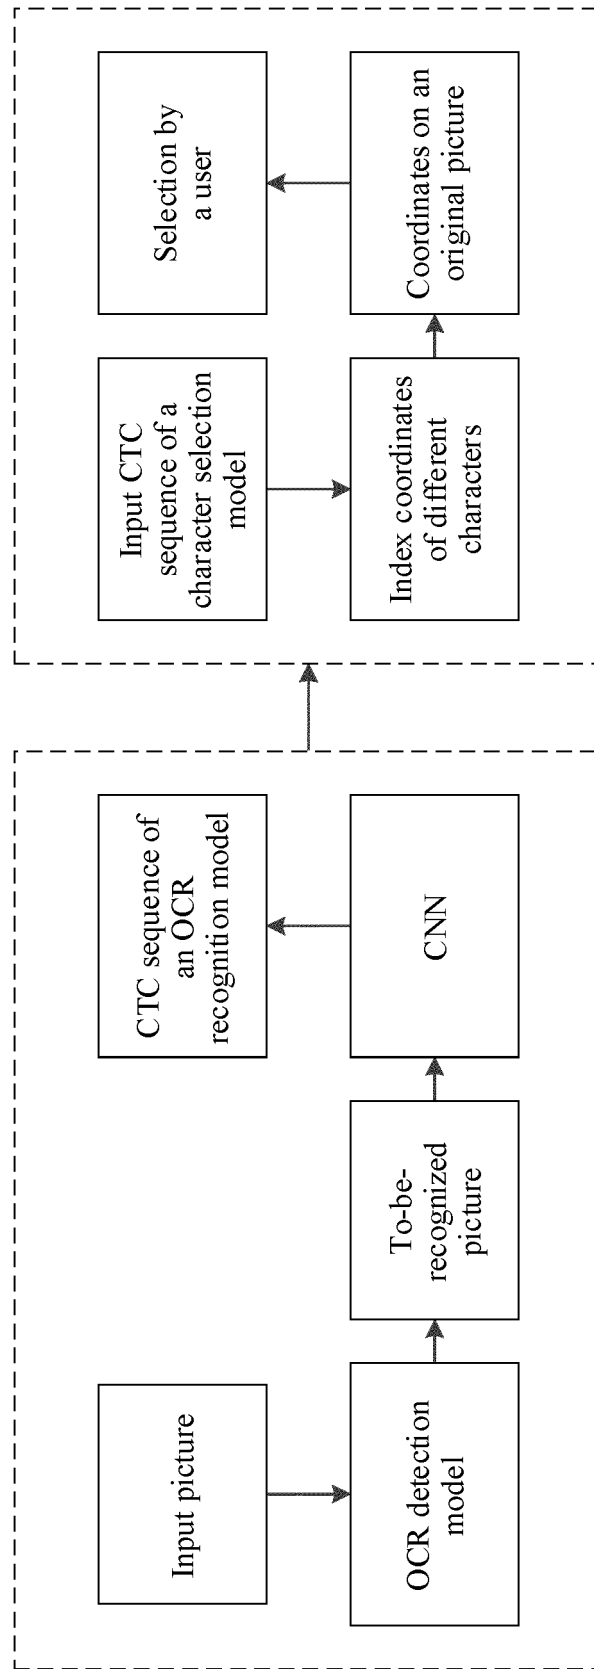 Input picture
OCR detection
model
To-be-
recognized
picture
CNN
CTC sequence of
an OCR
recognition model
Input CTC
sequence of a
character selection
model
Index coordinates
of different
characters
Coordinates on an
original picture
Selection by
a user